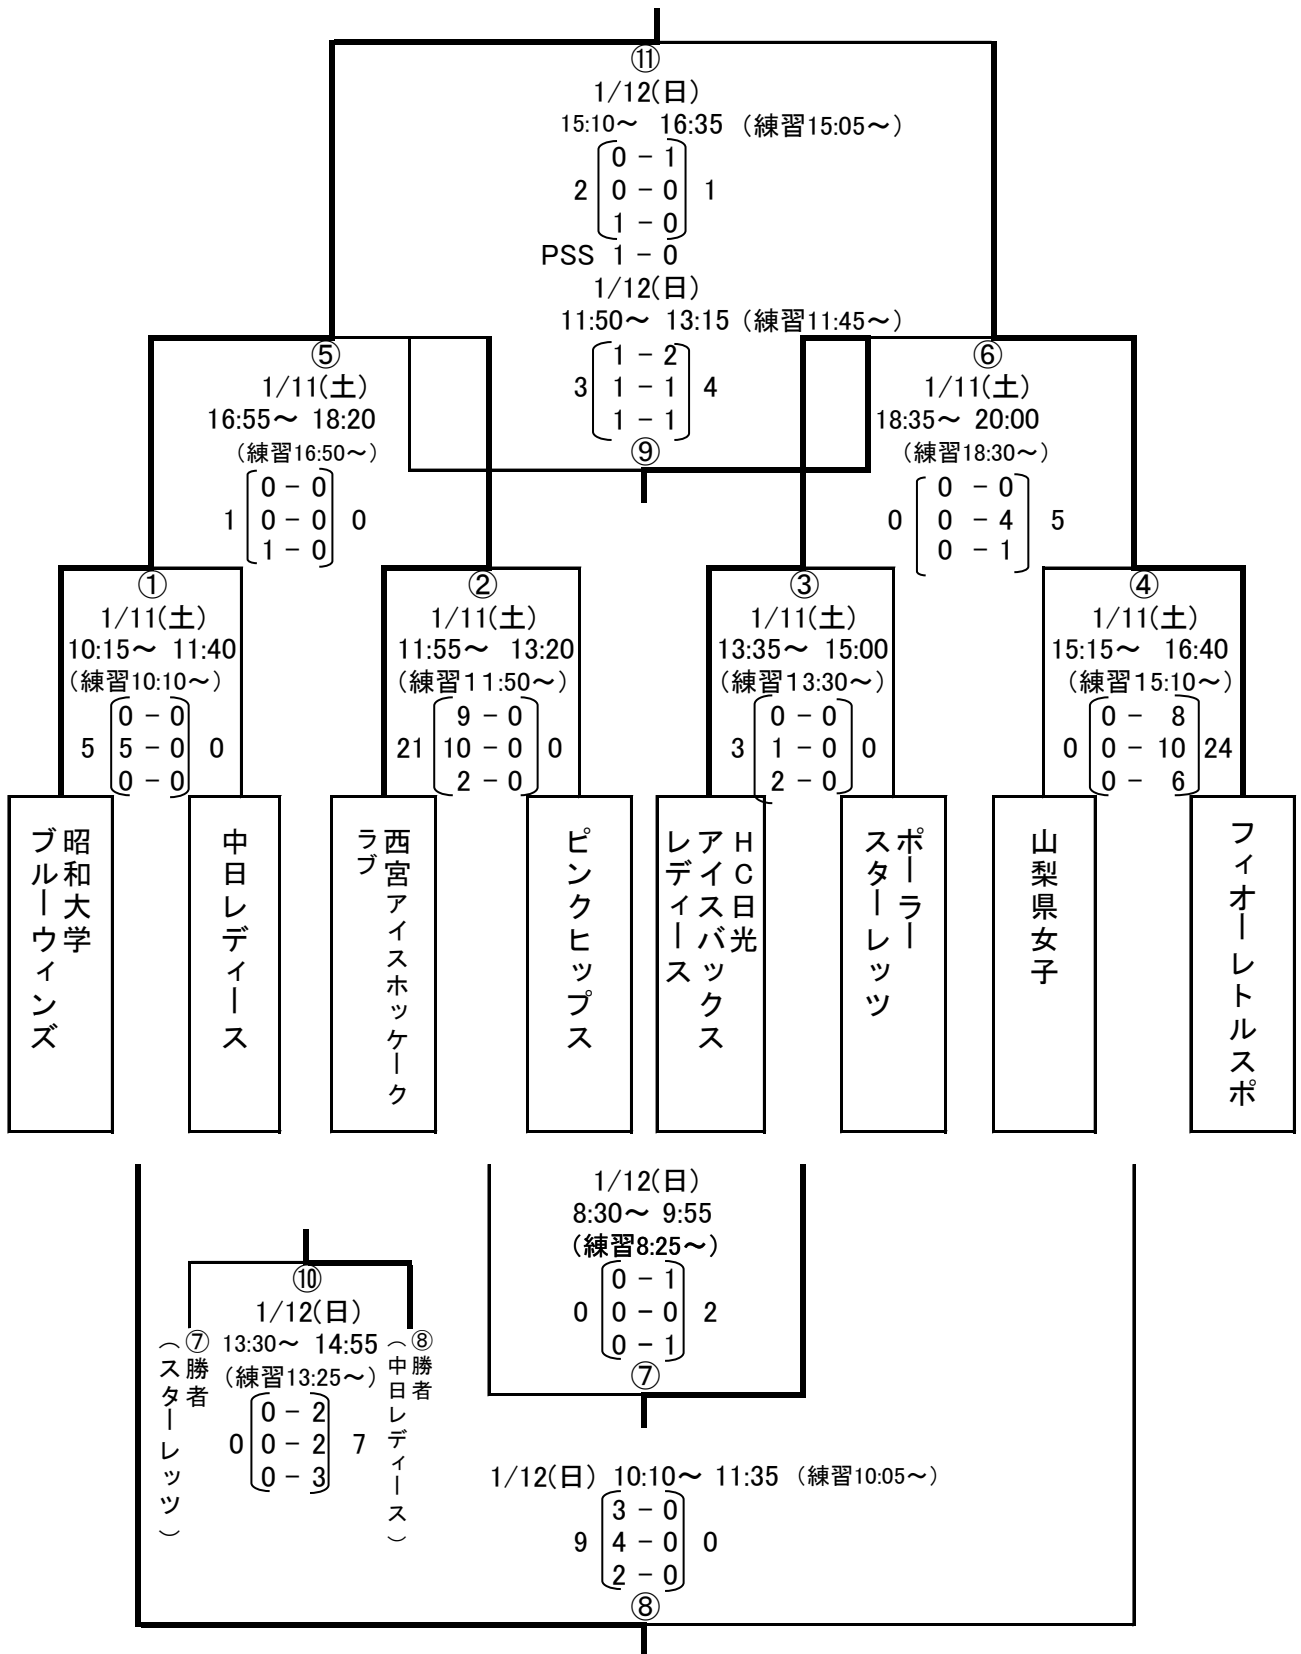 ⑪
1/12(日)
15:10～ 16:35 (練習15:05～)
0 - 1
2 0 - 0 1
1 - 0
PSS 1 - 0
1/12(日)
11:50～ 13:15 (練習11:45～)
1 - 2
3 1 - 1 4
1 - 1
⑨
⑤
1/11(土)
16:55～ 18:20
(練習16:50～)
0 - 0
1 0 - 0 0
1 - 0
⑥
1/11(土)
18:35～ 20:00
(練習18:30～)
0 - 0
0 0 - 4 5
0 - 1
①
1/11(土)
10:15～ 11:40
(練習10:10～)
0 - 0
5 5 - 0 0
0 - 0
②
1/11(土)
11:55～ 13:20
(練習11:50～)
9 - 0
21 10 - 0 0
2 - 0
③
1/11(土)
13:35～ 15:00
(練習13:30～)
0 - 0
3 1 - 0 0
2 - 0
④
1/11(土)
15:15～ 16:40
(練習15:10～)
0 - 8
0 0 - 10 24
0 - 6
昭和大学
ブルーウィンズ
中日レディース
西宮アイスホッケーク
ラブ
ピンクヒップス
HC日光
アイスバックス
レディース
ポーラー
スターレッツ
山梨県女子
フィオーレトルスポ
1/12(日)
8:30～ 9:55
(練習8:25～)
0 - 1
0 0 - 0 2
0 - 1
⑦
⑩
1/12(日)
13:30～ 14:55
(練習13:25～)
0 - 2
0 0 - 2 7
0 - 3
⑦勝者
(スターレッツ)
⑧勝者
(中日レディース)
1/12(日) 10:10～ 11:35 (練習10:05～)
3 - 0
9 4 - 0 0
2 - 0
⑧